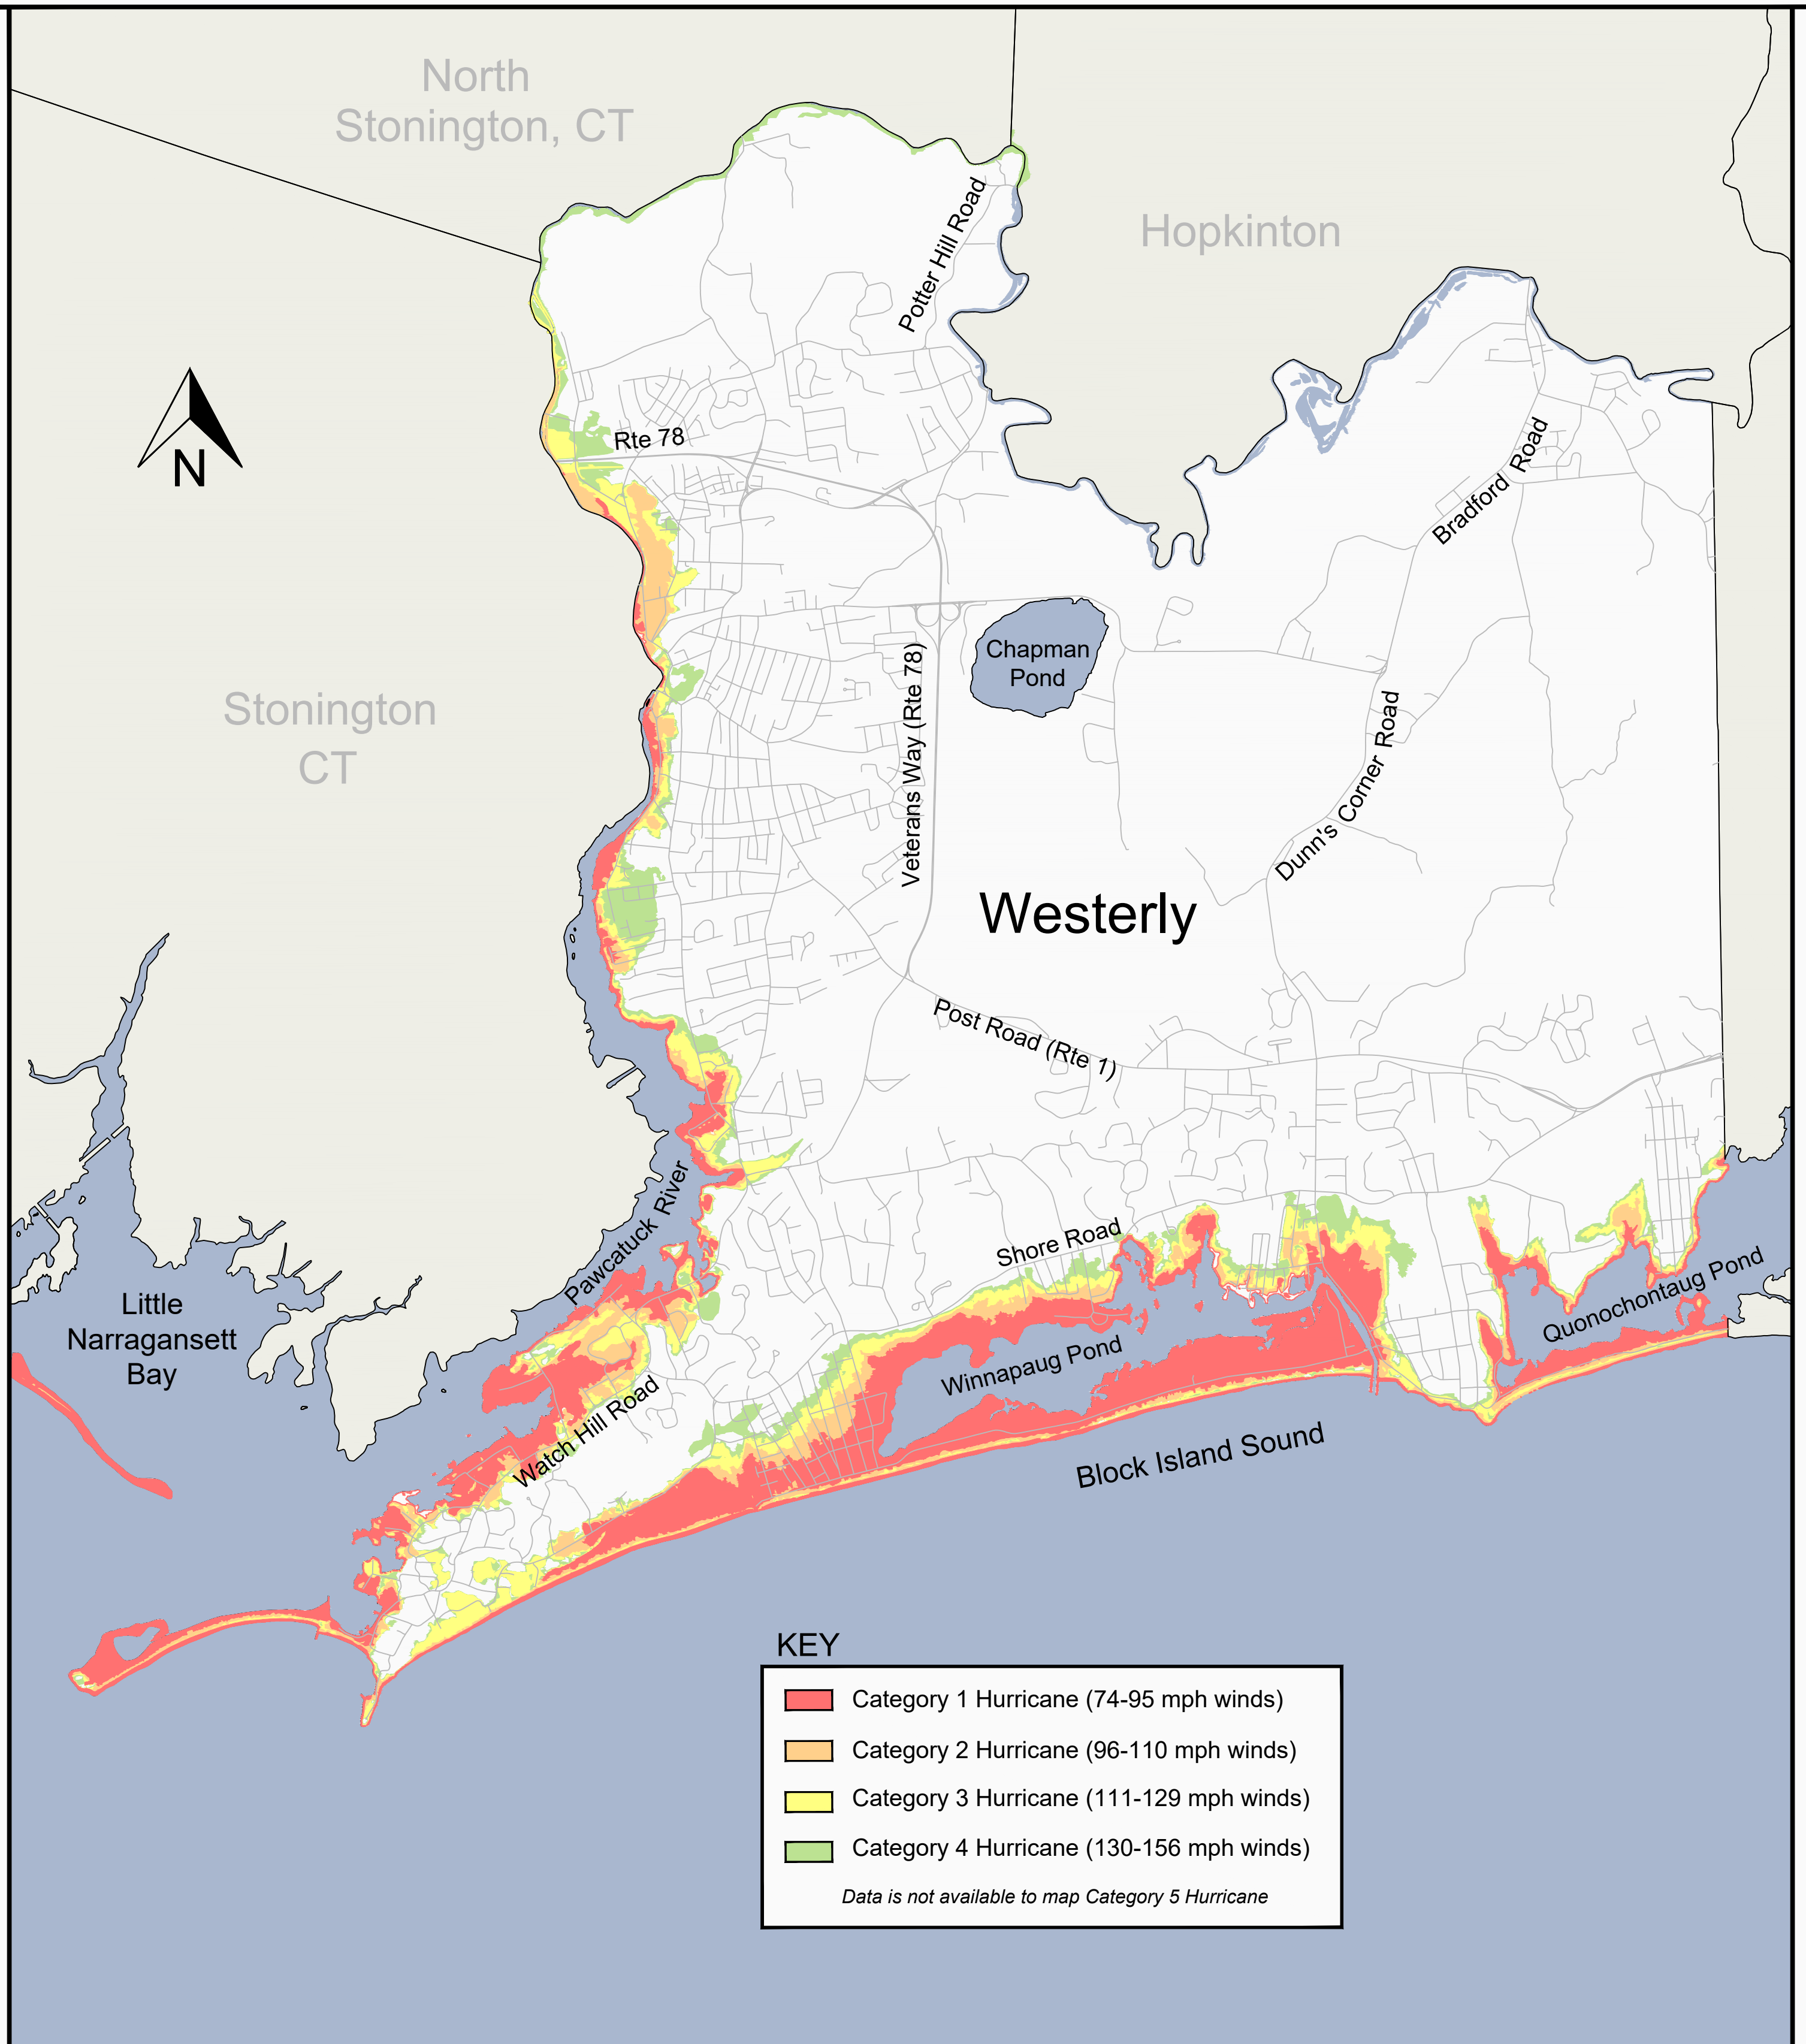 North
Stonington, CT
Potter Hill Road
Hopkinton
N
Rte 78
Bradford Road
Chapman
Pond
Stonington
CT
Veterans Way (Rte 78)
Dunn's Corner Road
Westerly
Post Road (Rte 1)
Pawcatuck River
Shore Road
Quonochontaug Pond
Little
Narragansett
Bay
Winnapaug Pond
Watch Hill Road
Block Island Sound
KEY
Category 1 Hurricane (74-95 mph winds)
Category 2 Hurricane (96-110 mph winds)
Category 3 Hurricane (111-129 mph winds)
Category 4 Hurricane (130-156 mph winds)
Data is not available to map Category 5 Hurricane